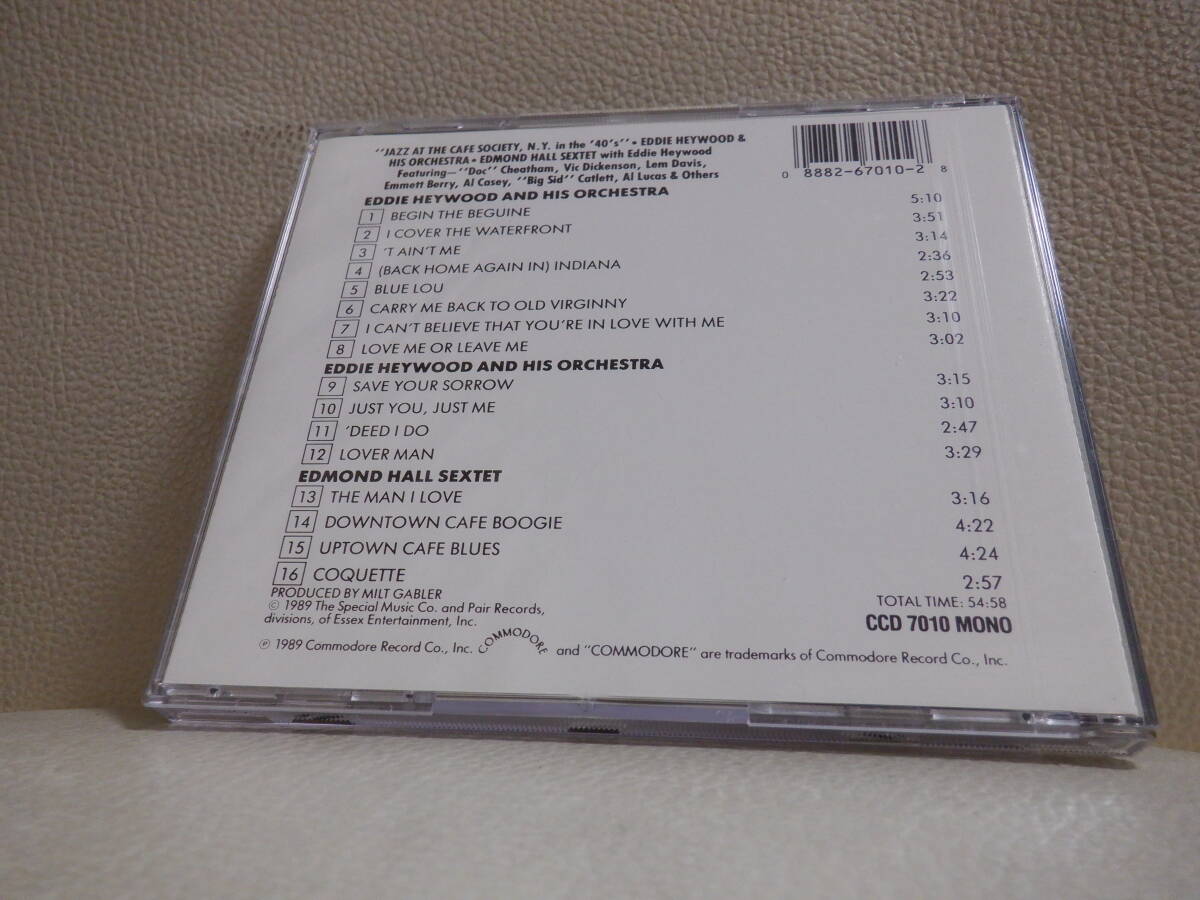 "JAZZ AT THE CAFE SOCIETY, N.Y. in the '40's" • EDDIE HEYWOOD &
HIS ORCHESTRA • EDMOND HALL SEXTET with Eddie Heywood
Featuring—"Doc" Cheatham, Vic Dickenson, Lem Davis,
Emmett Berry, Al Casey, "Big Sid" Catlett, Al Lucas & Others
0 8882-67010-2 8
EDDIE HEYWOOD AND HIS ORCHESTRA
1 BEGIN THE BEGUINE 5:10
2 I COVER THE WATERFRONT 3:51
3 'T AIN'T ME 3:14
4 (BACK HOME AGAIN IN) INDIANA 2:36
5 BLUE LOU 2:53
6 CARRY ME BACK TO OLD VIRGINNY 3:22
7 I CAN'T BELIEVE THAT YOU'RE IN LOVE WITH ME 3:10
8 LOVE ME OR LEAVE ME 3:02
EDDIE HEYWOOD AND HIS ORCHESTRA
9 SAVE YOUR SORROW 3:15
10 JUST YOU, JUST ME 3:10
11 'DEED I DO 2:47
12 LOVER MAN 3:29
EDMOND HALL SEXTET
13 THE MAN I LOVE 3:16
14 DOWNTOWN CAFE BOOGIE 4:22
15 UPTOWN CAFE BLUES 4:24
16 COQUETTE 2:57
PRODUCED BY MILT GABLER
TOTAL TIME: 54:58
© 1989 The Special Music Co. and Pair Records,
divisions, of Essex Entertainment, Inc.
CCD 7010 MONO
℗ 1989 Commodore Record Co., Inc. COMMODORE and "COMMODORE" are trademarks of Commodore Record Co., Inc.